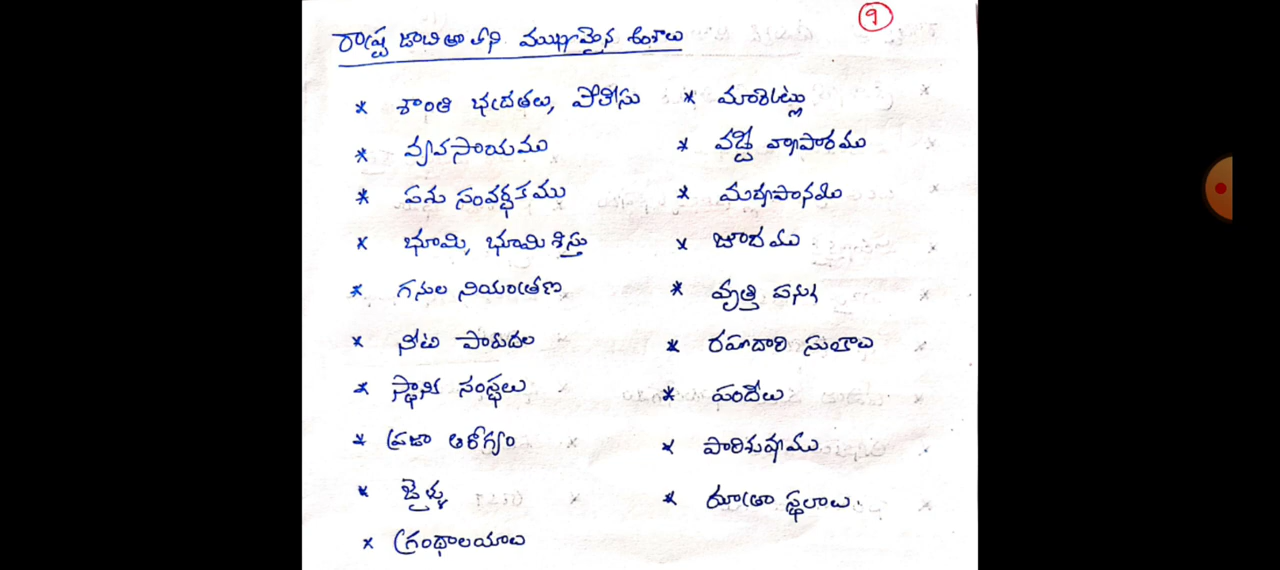 9
రాష్ట్ర జాబితా లోని ముఖ్యమైన అంశాలు
* శాంతి భద్రతలు, పోలీసు
* వ్యవసాయము
* పశు సంవర్ధకము
* భూమి, భూమి శిస్తు
* గనుల నియంత్రణ
* నీటి పారుదల
* స్థానిక సంస్థలు
* ప్రజా ఆరోగ్యం
* జైళ్ళు
* గ్రంథాలయాలు
* మార్కెట్లు
* వడ్డీ వ్యాపారము
* మద్యపానము
* జూదము
* వృత్తి పన్ను
* రహదారి సుంకాలు
* పందేలు
* పారిశుధ్యము
* యాత్రా స్థలాలు